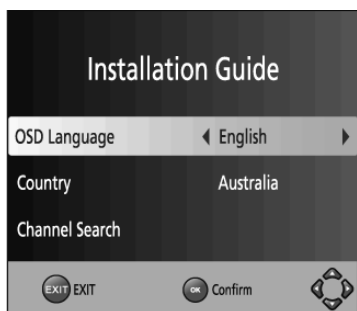 Installation Guide
OSD Language English
Country Australia
Channel Search
EXIT EXIT OK Confirm